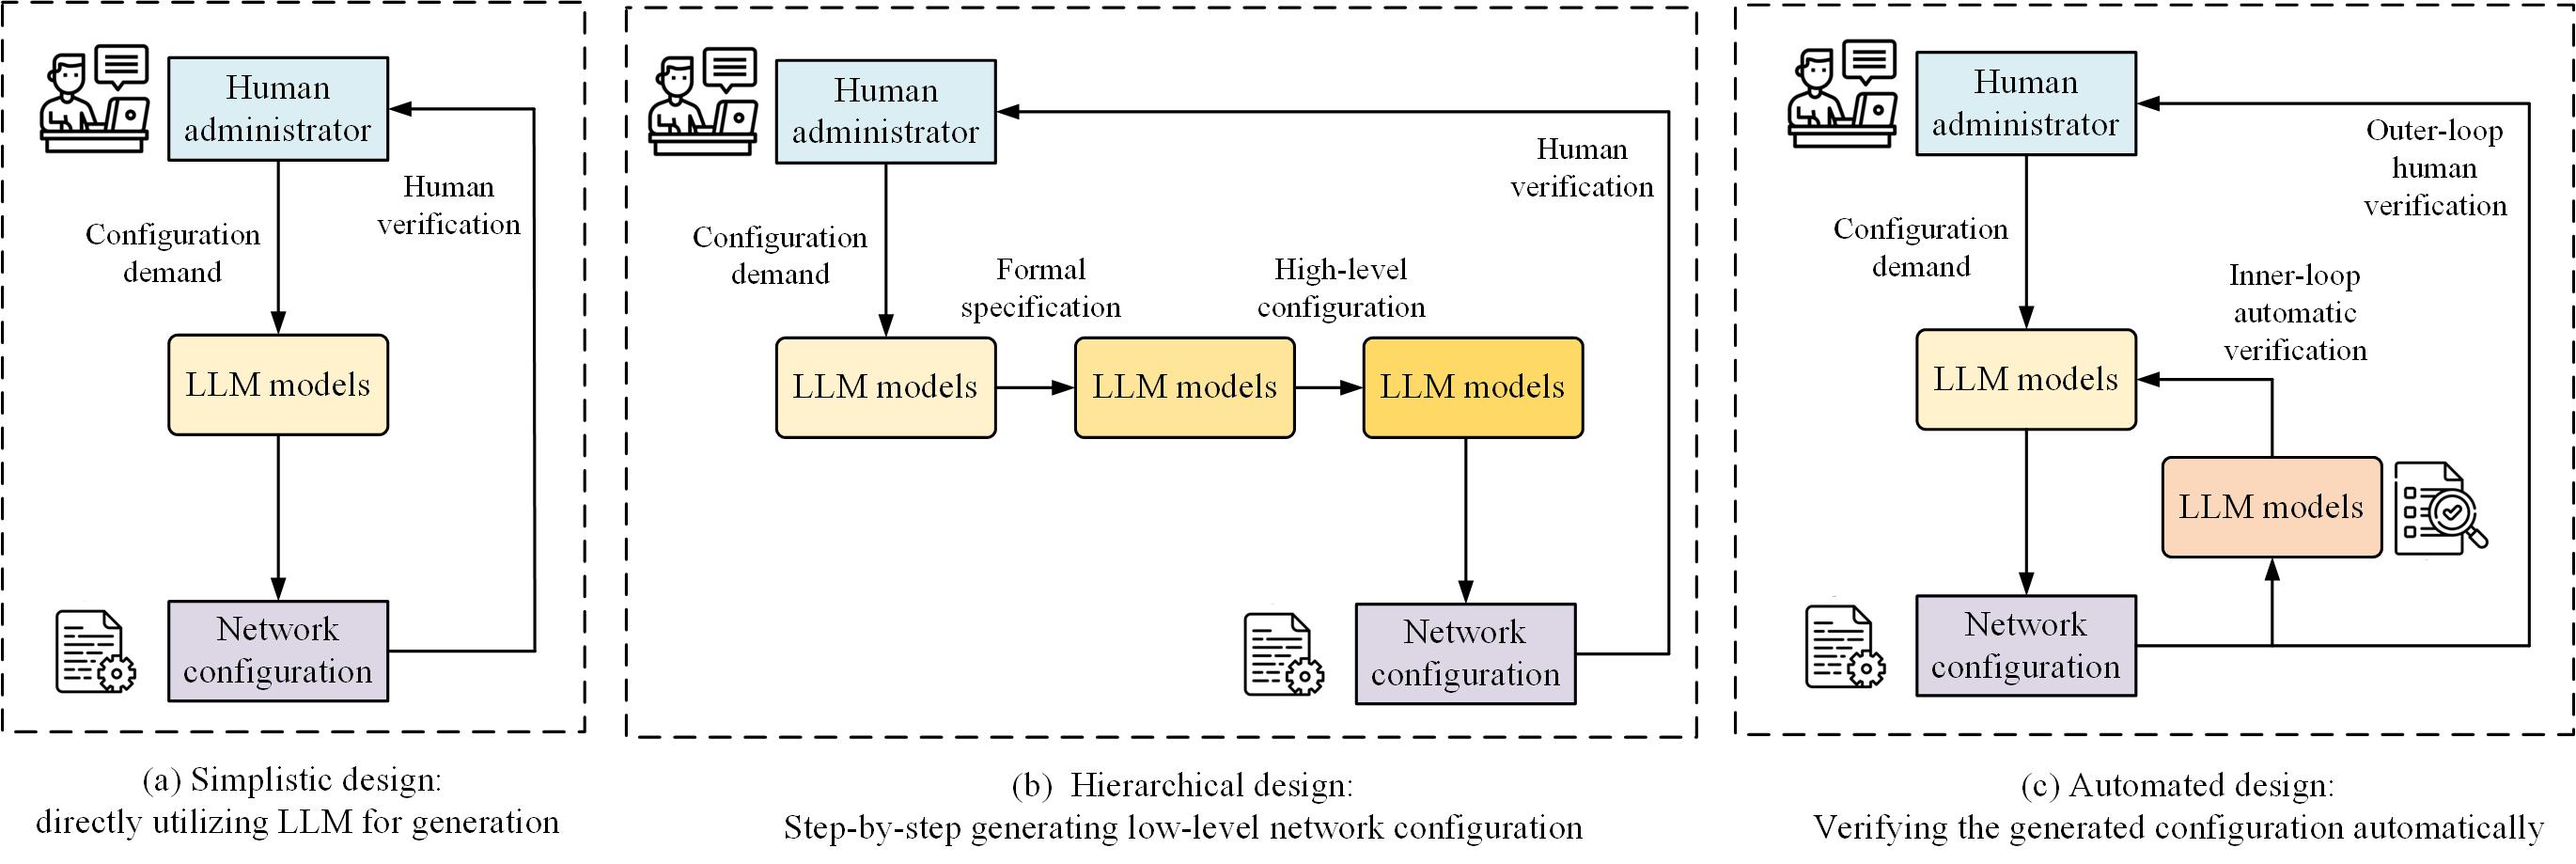 Human
administrator
Human
verification
Configuration
demand
LLM models
Network
configuration
(a) Simplistic design:
directly utilizing LLM for generation
Human
administrator
Human
verification
Configuration
demand
Formal
specification
High-level
configuration
LLM models
LLM models
LLM models
Network
configuration
(b) Hierarchical design:
Step-by-step generating low-level network configuration
Human
administrator
Outer-loop
human
verification
Configuration
demand
Inner-loop
automatic
verification
LLM models
LLM models
Network
configuration
(c) Automated design:
Verifying the generated configuration automatically